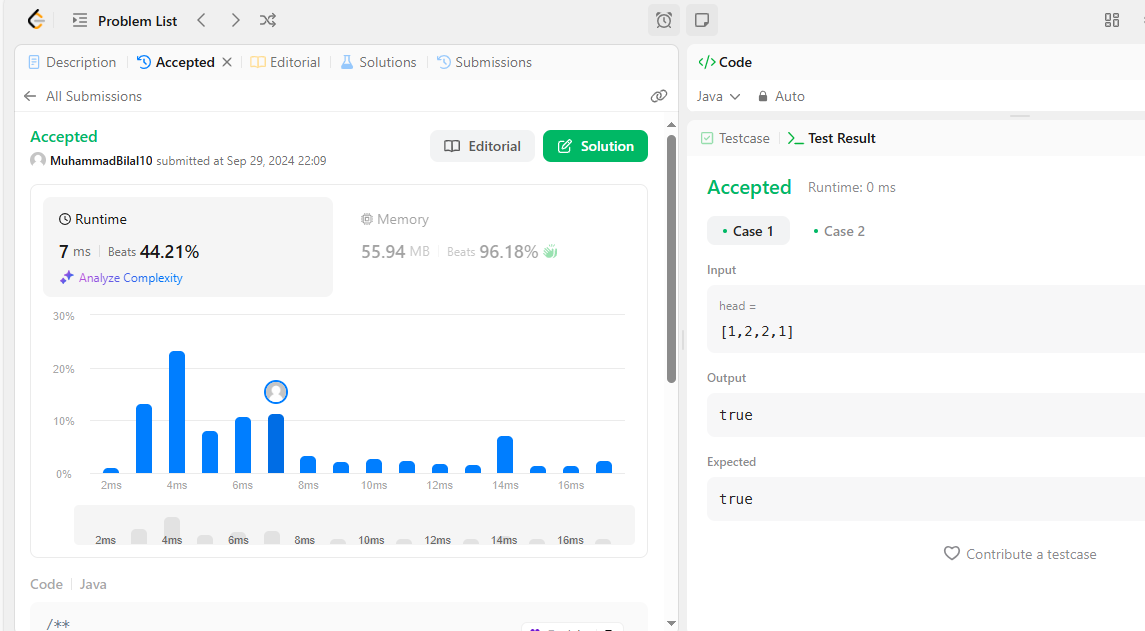 Problem List
Description
Accepted
Editorial
Solutions
Submissions
All Submissions
Accepted
MuhammadBilal10 submitted at Sep 29, 2024 22:09
Editorial
Solution
Runtime
7 ms
Beats 44.21%
Analyze Complexity
Memory
55.94 MB
Beats 96.18%
30%
20%
10%
0%
2ms 4ms 6ms 8ms 10ms 12ms 14ms 16ms
2ms 4ms 6ms 8ms 10ms 12ms 14ms 16ms
Code
Java
/**
</> Code
Java
Auto
Testcase
Test Result
Accepted
Runtime: 0 ms
Case 1
Case 2
Input
head =
[1,2,2,1]
Output
true
Expected
true
Contribute a testcase